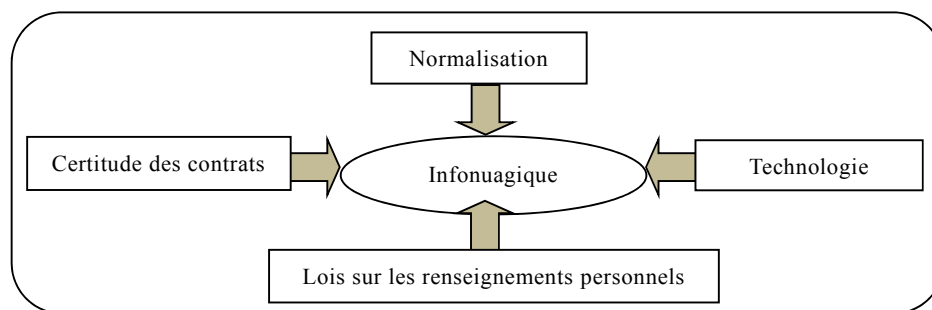 Normalisation
Certitude des contrats
Infonuagique
Technologie
Lois sur les renseignements personnels